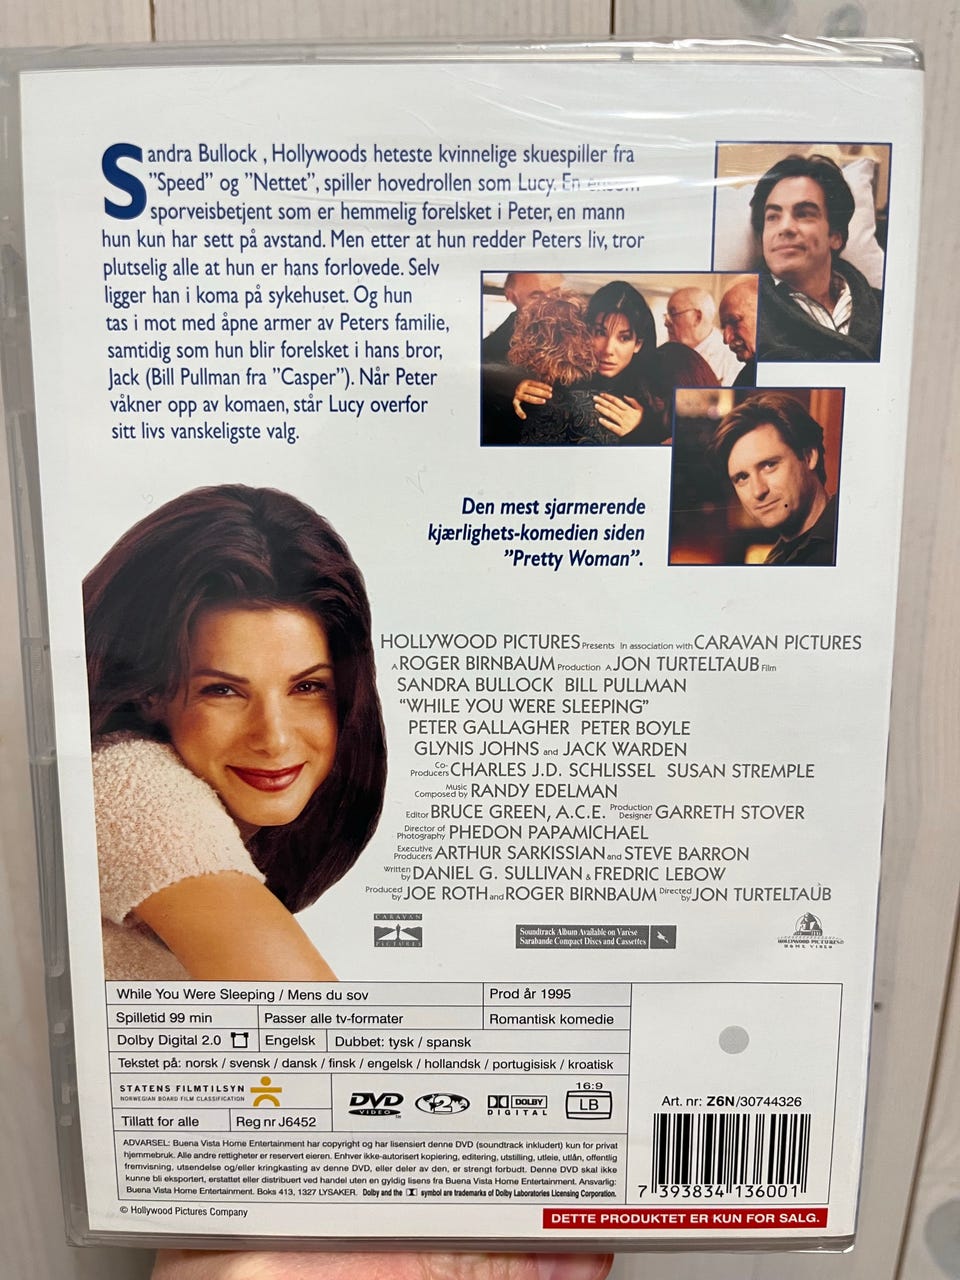 Sandra Bullock , Hollywoods heteste kvinnelige skuespiller fra
"Speed" og "Nettet", spiller hovedrollen som Lucy. En ensom
sporveisbetjent som er hemmelig forelsket i Peter, en mann
hun kun har sett på avstand. Men etter at hun redder Peters liv, tror
plutselig alle at hun er hans forlovede. Selv
ligger han i koma på sykehuset. Og hun
tas i mot med åpne armer av Peters familie,
samtidig som hun blir forelsket i hans bror,
Jack (Bill Pullman fra "Casper"). Når Peter
våkner opp av komaen, står Lucy overfor
sitt livs vanskeligste valg.
Den mest sjarmerende
kjærlighets-komedien siden
"Pretty Woman".
HOLLYWOOD PICTURES Presents In association with CARAVAN PICTURES
A ROGER BIRNBAUM Production A JON TURTELTAUB Film
SANDRA BULLOCK BILL PULLMAN
"WHILE YOU WERE SLEEPING"
PETER GALLAGHER PETER BOYLE
GLYNIS JOHNS and JACK WARDEN
Co-Producers CHARLES J.D. SCHLISSEL SUSAN STREMPLE
Music Composed by RANDY EDELMAN
Editor BRUCE GREEN, A.C.E. Production Designer GARRETH STOVER
Director of Photography PHEDON PAPAMICHAEL
Executive Producers ARTHUR SARKISSIAN and STEVE BARRON
Written by DANIEL G. SULLIVAN & FREDRIC LEBOW
Produced by JOE ROTH and ROGER BIRNBAUM Directed by JON TURTELTAUB
CARAVAN
PICTURES
Soundtrack Album Available on Varèse
Sarabande Compact Discs and Cassettes
HOLLYWOOD PICTURES
HOME VIDEO
While You Were Sleeping / Mens du sov Prod år 1995
Spilletid 99 min Passer alle tv-formater Romantisk komedie
Dolby Digital 2.0 Engelsk Dubbet: tysk / spansk
Tekstet på: norsk / svensk / dansk / finsk / engelsk / hollandsk / portugisisk / kroatisk
STATENS FILMTILSYN
NORWEGIAN BOARD FILM CLASSIFICATION
Tillatt for alle Reg nr J6452
DVD
VIDEO
2
DOLBY
DIGITAL
16:9
LB
Art. nr: Z6N/30744326
ADVARSEL: Buena Vista Home Entertainment har copyright og har lisensiert denne DVD (soundtrack inkludert) kun for privat
hjemmebruk. Alle andre rettigheter er reservert eieren. Enhver ikke-autorisert kopiering, editering, utstilling, utleie, utlån, offentlig
fremvisning, utsendelse og/eller kringkasting av denne DVD, eller deler av den, er strengt forbudt. Denne DVD skal ikke
kunne bli eksportert, erstattet eller distribuert ved handel uten en gyldig lisens fra Buena Vista Home Entertainment. Ansvarlig:
Buena Vista Home Entertainment. Boks 413, 1327 LYSAKER. Dolby and the symbol are trademarks of Dolby Laboratories Licensing Corporation.
7 393834 136001
© Hollywood Pictures Company
DETTE PRODUKTET ER KUN FOR SALG.